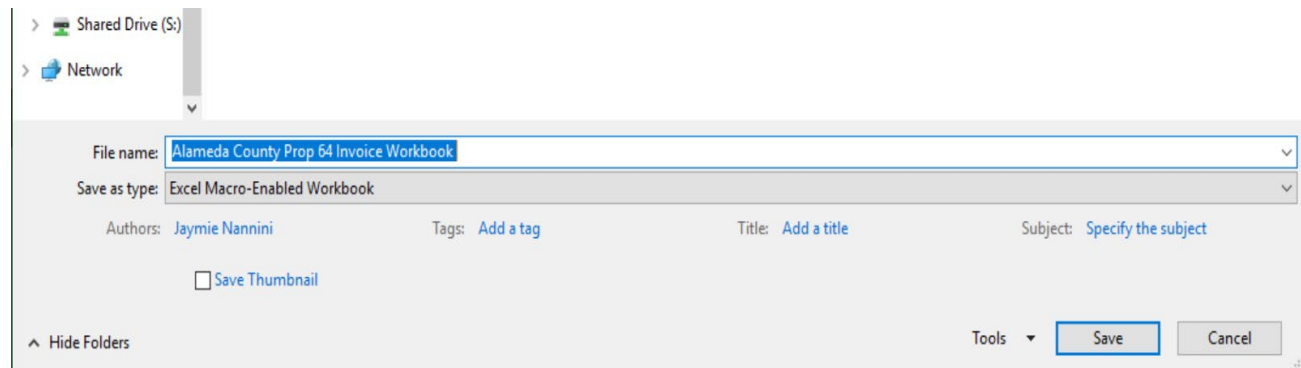 Shared Drive (S:)
Network
File name: Alameda County Prop 64 Invoice Workbook
Save as type: Excel Macro-Enabled Workbook
Authors: Jaymie Nannini Tags: Add a tag Title: Add a title Subject: Specify the subject
Save Thumbnail
Hide Folders Tools Save Cancel